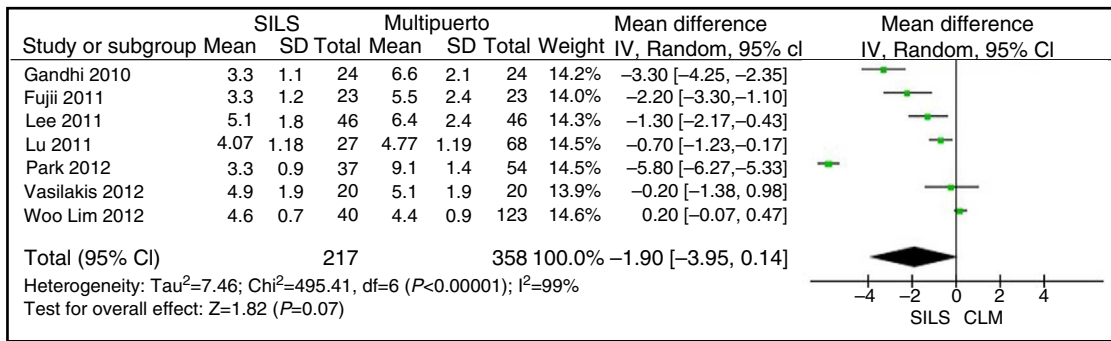 SILS Multipuerto Mean difference Mean difference
Study or subgroup Mean SD Total Mean SD Total Weight IV, Random, 95% cl IV, Random, 95% CI
Gandhi 2010 3.3 1.1 24 6.6 2.1 24 14.2% −3.30 [−4.25, −2.35]
Fujii 2011 3.3 1.2 23 5.5 2.4 23 14.0% −2.20 [−3.30,−1.10]
Lee 2011 5.1 1.8 46 6.4 2.4 46 14.3% −1.30 [−2.17,−0.43]
Lu 2011 4.07 1.18 27 4.77 1.19 68 14.5% −0.70 [−1.23,−0.17]
Park 2012 3.3 0.9 37 9.1 1.4 54 14.5% −5.80 [−6.27,−5.33]
Vasilakis 2012 4.9 1.9 20 5.1 1.9 20 13.9% −0.20 [−1.38, 0.98]
Woo Lim 2012 4.6 0.7 40 4.4 0.9 123 14.6% 0.20 [−0.07, 0.47]
Total (95% CI) 217 358 100.0% −1.90 [−3.95, 0.14]
Heterogeneity: Tau²=7.46; Chi²=495.41, df=6 (P<0.00001); I²=99%
Test for overall effect: Z=1.82 (P=0.07)
−4 −2 0 2 4
SILS CLM